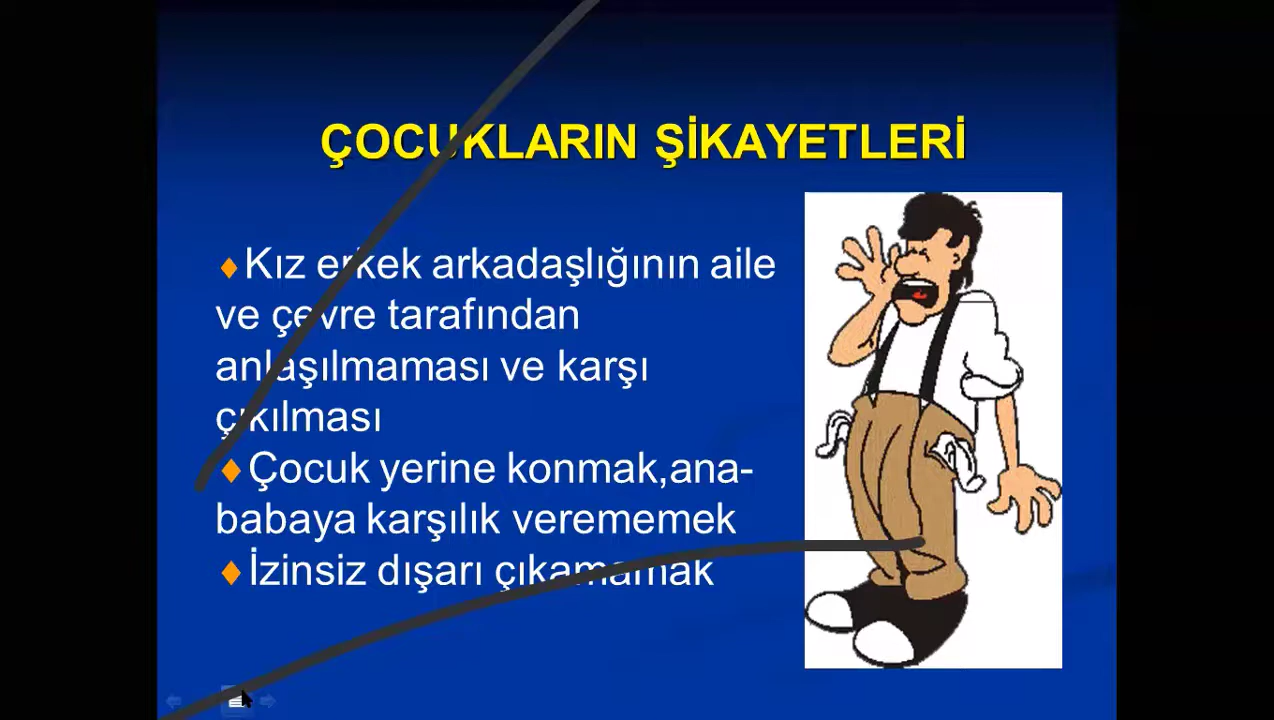 ÇOCUKLARIN ŞİKAYETLERİ
Kız erkek arkadaşlığının aile
ve çevre tarafından
anlaşılmaması ve karşı
çıkılması
Çocuk yerine konmak,ana-
babaya karşılık verememek
İzinsiz dışarı çıkamamak